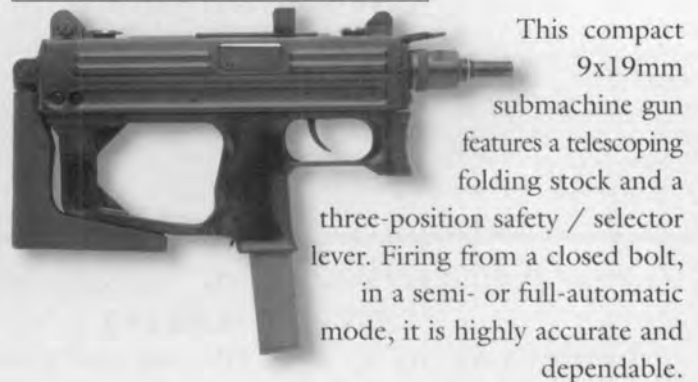 This compact
9x19mm
submachine gun
features a telescoping
folding stock and a
three-position safety / selector
lever. Firing from a closed bolt,
in a semi- or full-automatic
mode, it is highly accurate and
dependable.